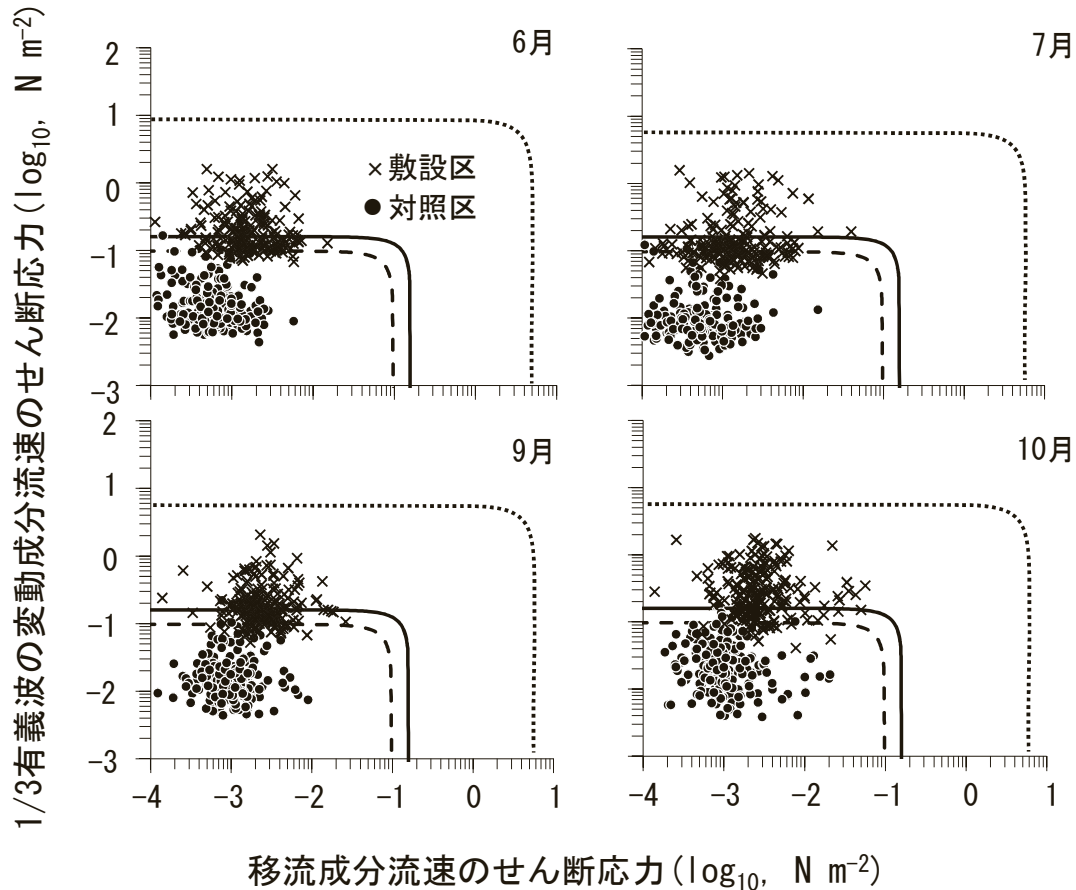 1/3有義波の変動成分流速のせん断応力(log10, N m-2)
6月
7月
2
1
0
-1
-2
-3
×敷設区
●対照区
9月
10月
2
1
0
-1
-2
-3
-4 -3 -2 -1 0 1
-4 -3 -2 -1 0 1
移流成分流速のせん断応力(log10, N m-2)